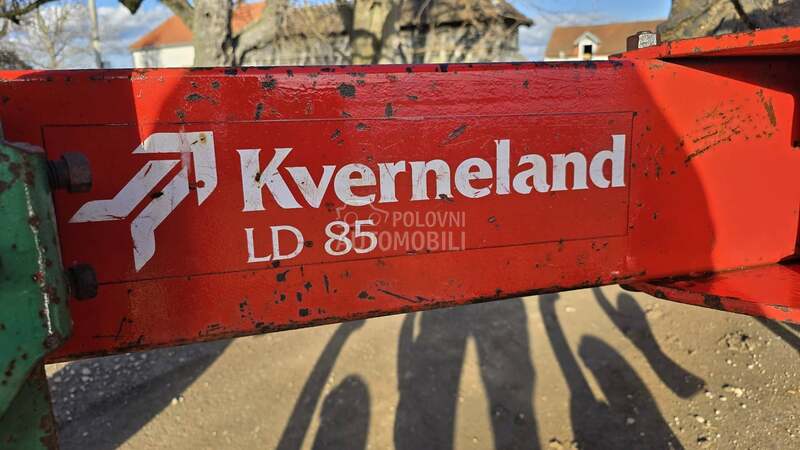 Kverneland
LD 85
POLOVNI
AUTOMOBILI